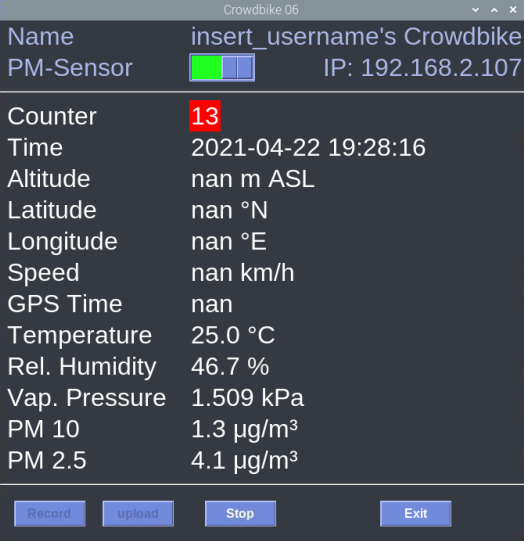 Crowdbike 06
Name insert_username's Crowdbike
PM-Sensor IP: 192.168.2.107
Counter 13
Time 2021-04-22 19:28:16
Altitude nan m ASL
Latitude nan °N
Longitude nan °E
Speed nan km/h
GPS Time nan
Temperature 25.0 °C
Rel. Humidity 46.7 %
Vap. Pressure 1.509 kPa
PM 10 1.3 µg/m³
PM 2.5 4.1 µg/m³
Record upload Stop Exit